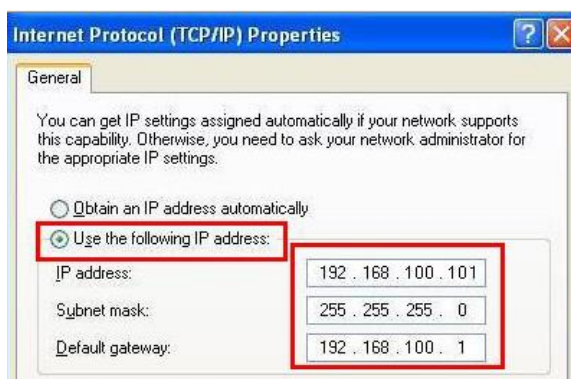 Internet Protocol (TCP/IP) Properties
General
You can get IP settings assigned automatically if your network supports
this capability. Otherwise, you need to ask your network administrator for
the appropriate IP settings.
Obtain an IP address automatically
Use the following IP address:
IP address: 192 . 168 . 100 . 101
Subnet mask: 255 . 255 . 255 . 0
Default gateway: 192 . 168 . 100 . 1